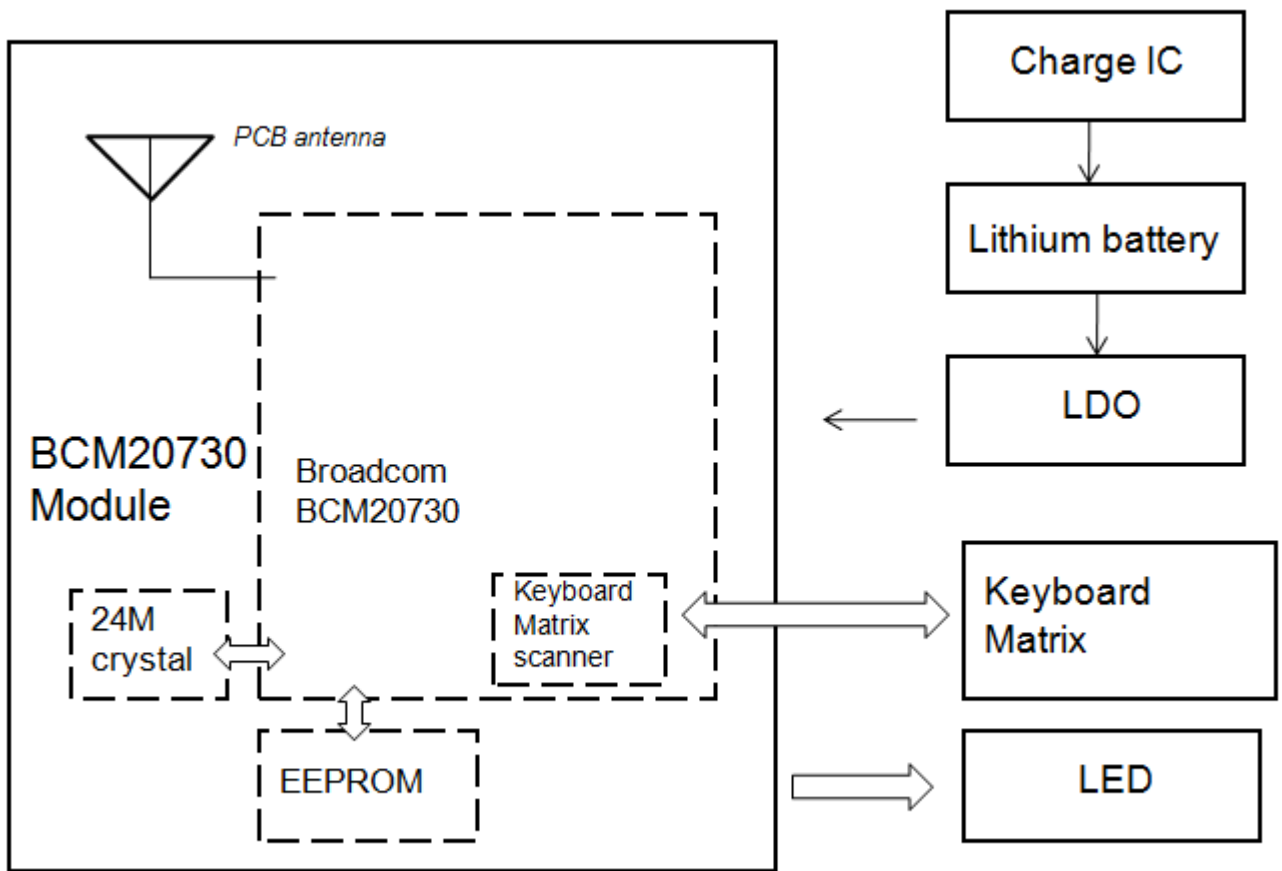 Charge IC
PCB antenna
Lithium battery
LDO
BCM20730
Module
Broadcom
BCM20730
24M
crystal
Keyboard
Matrix
scanner
Keyboard
Matrix
EEPROM
LED